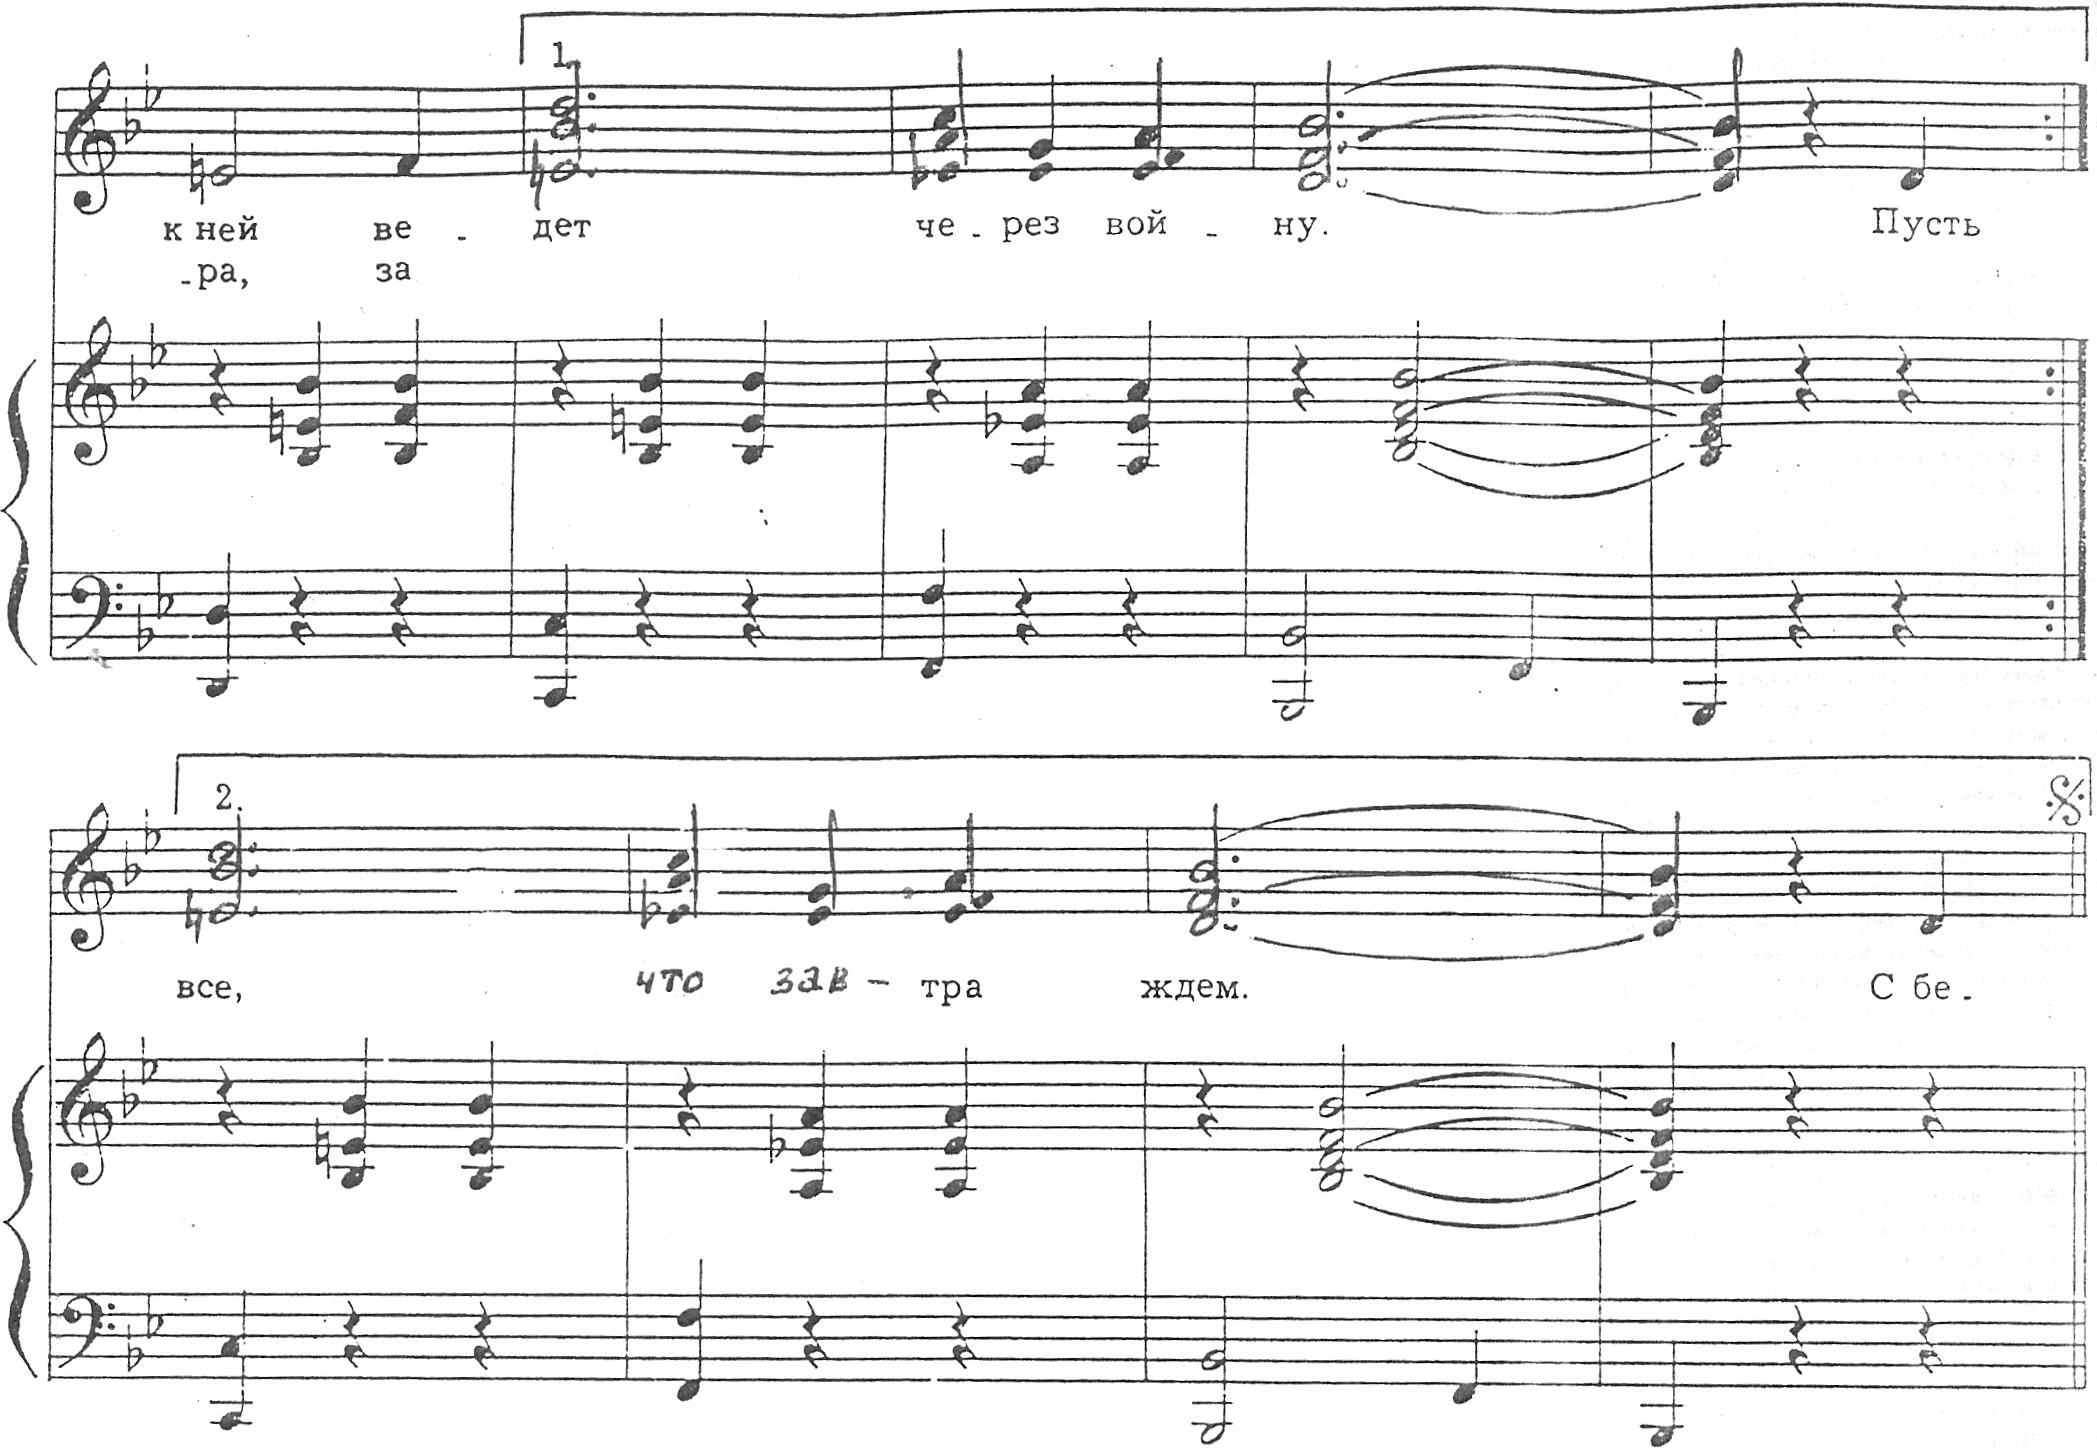 1.
к ней ве - дет че - рез вой - ну. Пусть
-ра, за
2.
все, что зав - тра ждем. С бе -